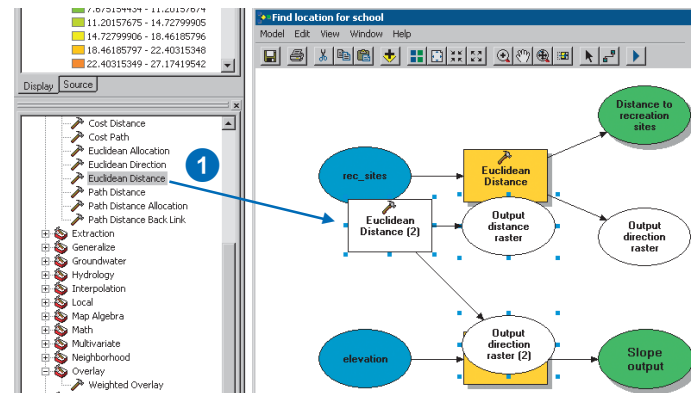 7.675154434 - 11.20157674
11.20157675 - 14.72799905
14.72799906 - 18.46185796
18.46185797 - 22.40315348
22.40315349 - 27.17419542
Display Source
Cost Distance
Cost Path
Euclidean Allocation
Euclidean Direction
Euclidean Distance
Path Distance
Path Distance Allocation
Path Distance Back Link
Extraction
Generalize
Groundwater
Hydrology
Interpolation
Local
Map Algebra
Math
Multivariate
Neighborhood
Overlay
Weighted Overlay
1
Find location for school
Model Edit View Window Help
Distance to
recreation
sites
rec_sites
Euclidean
Distance
Euclidean
Distance (2)
Output
distance
raster
Output
direction
raster
elevation
Output
direction
raster (2)
Slope
output